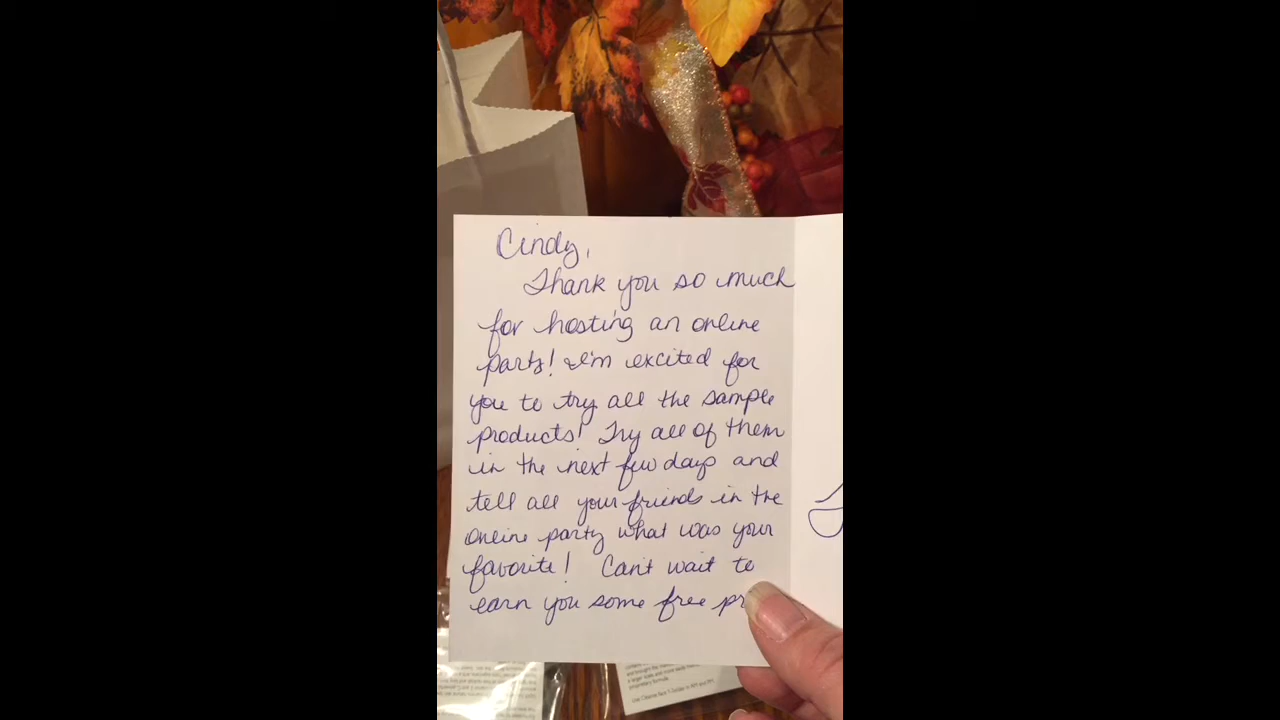 Cindy,
Thank you so much
for hosting an online
party! I'm excited for
you to try all the sample
products! Try all of them
in the next few days and
tell all your friends in the
online party what was your
favorite! Can't wait to
earn you some free